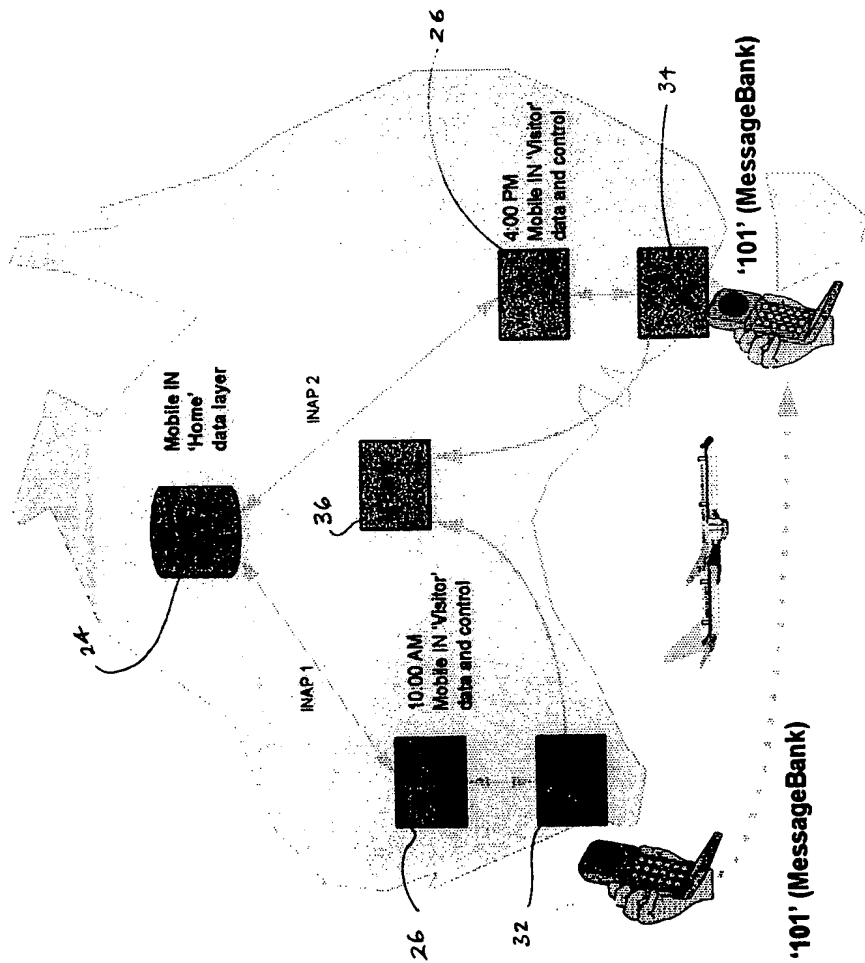 24
Mobile IN
'Home'
data layer
INAP 1
INAP 2
36
26
10:00 AM
Mobile IN 'Visitor'
data and control
26
4:00 PM
Mobile IN 'Visitor'
data and control
32
34
'101' (MessageBank)
'101' (MessageBank)